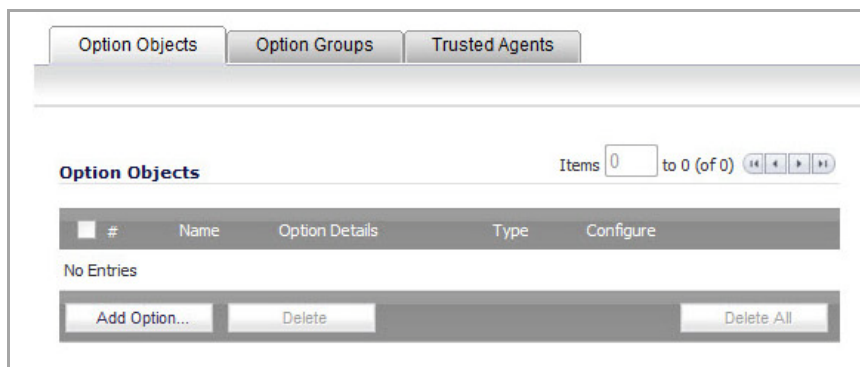 Option Objects Option Groups Trusted Agents
Option Objects Items 0 to 0 (of 0)
# Name Option Details Type Configure
No Entries
Add Option... Delete Delete All